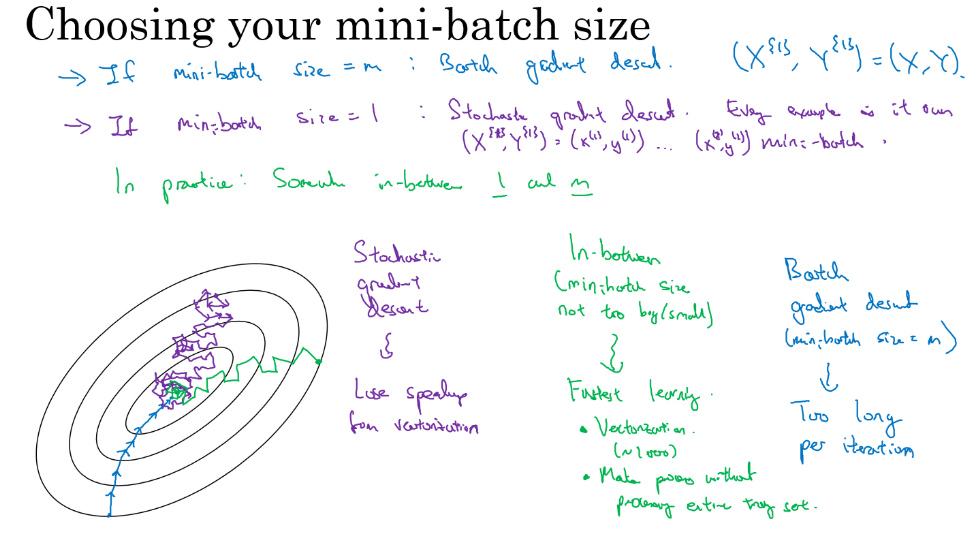 Choosing your mini-batch size
→ If mini-batch size = m : Batch gradient descent. (X^{1}, Y^{1}) = (X, Y).
→ If mini-batch size = 1 : Stochastic gradient descent. Every example is it own
(X^{1}, Y^{1}) = (x^(1), y^(1)) ... mini-batch.
In practice: Somewhere in-between 1 and m
Stochastic
gradient
descent
Lose speedup
from vectorization
In-between
(mini-batch size
not too big/small)
Fastest learning.
• Vectorization.
(~1000)
• Make progress without
processing entire training set.
Batch
gradient descent
(mini-batch size = m)
Too long
per iteration